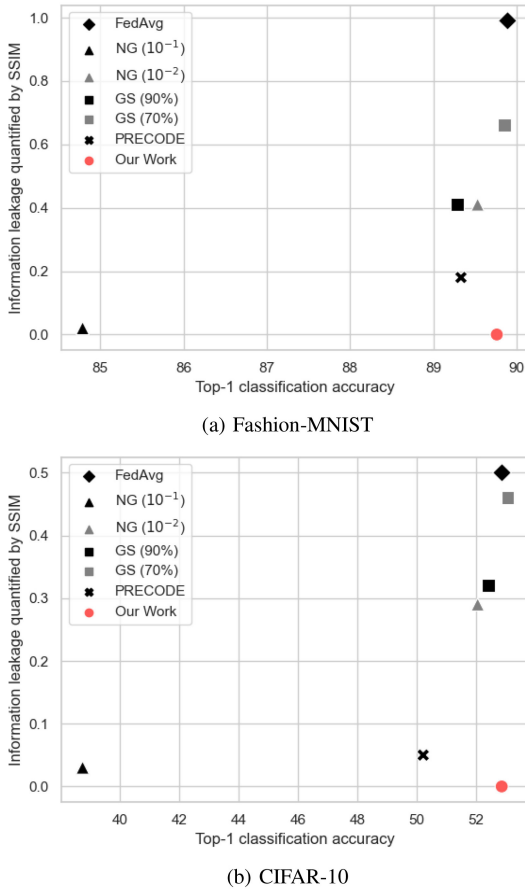 Information leakage quantified by SSIM
1.0
0.8
0.6
0.4
0.2
0.0
FedAvg
NG (10⁻¹)
NG (10⁻²)
GS (90%)
GS (70%)
PRECODE
Our Work
85 86 87 88 89 90
Top-1 classification accuracy
(a) Fashion-MNIST
Information leakage quantified by SSIM
0.5
0.4
0.3
0.2
0.1
0.0
FedAvg
NG (10⁻¹)
NG (10⁻²)
GS (90%)
GS (70%)
PRECODE
Our Work
40 42 44 46 48 50 52
Top-1 classification accuracy
(b) CIFAR-10